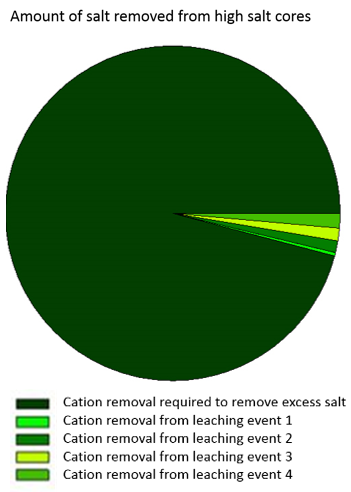 Amount of salt removed from high salt cores
Cation removal required to remove excess salt
Cation removal from leaching event 1
Cation removal from leaching event 2
Cation removal from leaching event 3
Cation removal from leaching event 4